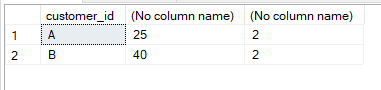 customer_id (No column name) (No column name)
1 A 25 2
2 B 40 2